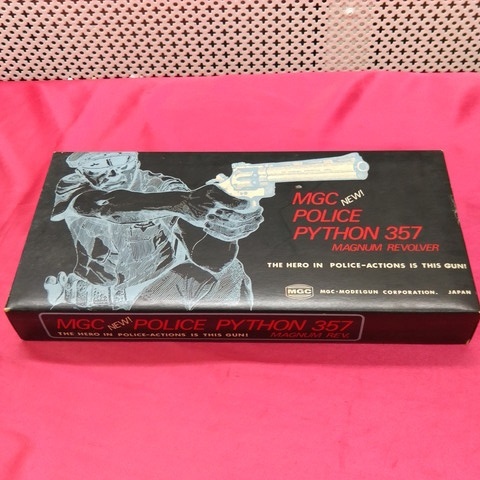 MGC NEW!
POLICE
PYTHON 357
MAGNUM REVOLVER
THE HERO IN POLICE-ACTIONS IS THIS GUN!
MGC MGC-MODELGUN CORPORATION. JAPAN
MGC NEW! POLICE PYTHON 357
THE HERO IN POLICE-ACTIONS IS THIS GUN! MAGNUM REV.